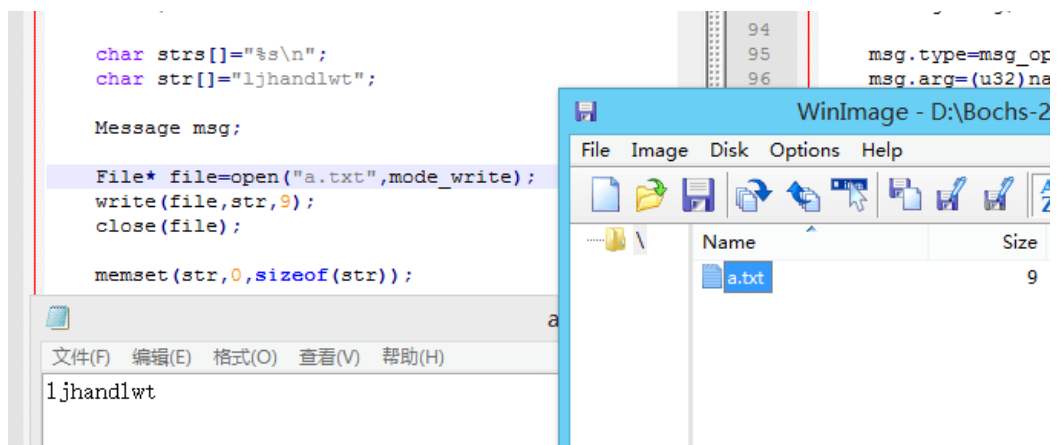 94
char strs[]="%s\n";
95
msg.type=msg_op
char str[]="ljhandlwt";
96
msg.arg=(u32)na
Message msg;
File* file=open("a.txt",mode_write);
write(file,str,9);
close(file);
memset(str,0,sizeof(str));
WinImage - D:\Bochs-2
File Image Disk Options Help
\
Name Size
a.txt 9
a
文件(F) 编辑(E) 格式(O) 查看(V) 帮助(H)
ljhandlwt